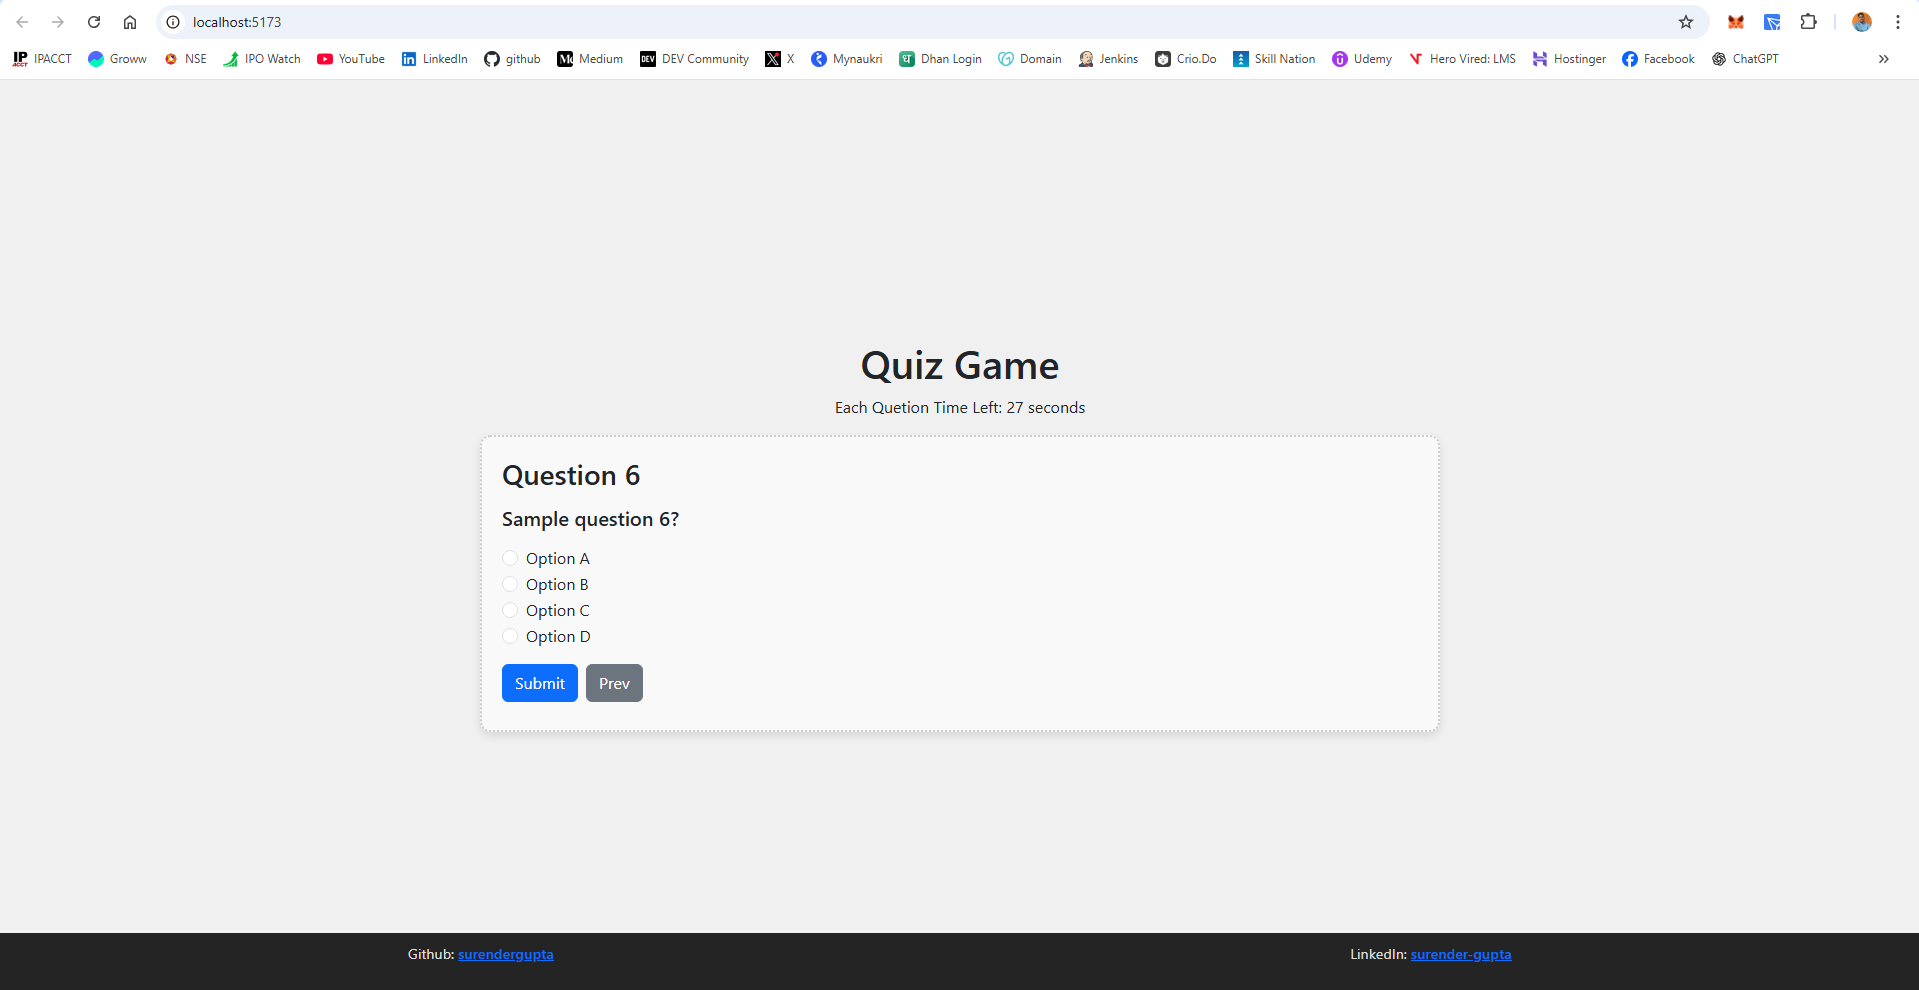 localhost:5173
IPACCT Groww NSE IPO Watch YouTube LinkedIn github Medium DEV Community X Mynaukri Dhan Login Domain Jenkins Crio.Do Skill Nation Udemy Hero Vired: LMS Hostinger Facebook ChatGPT
Quiz Game
Each Quetion Time Left: 27 seconds
Question 6
Sample question 6?
Option A
Option B
Option C
Option D
Submit Prev
Github: surendergupta LinkedIn: surender-gupta